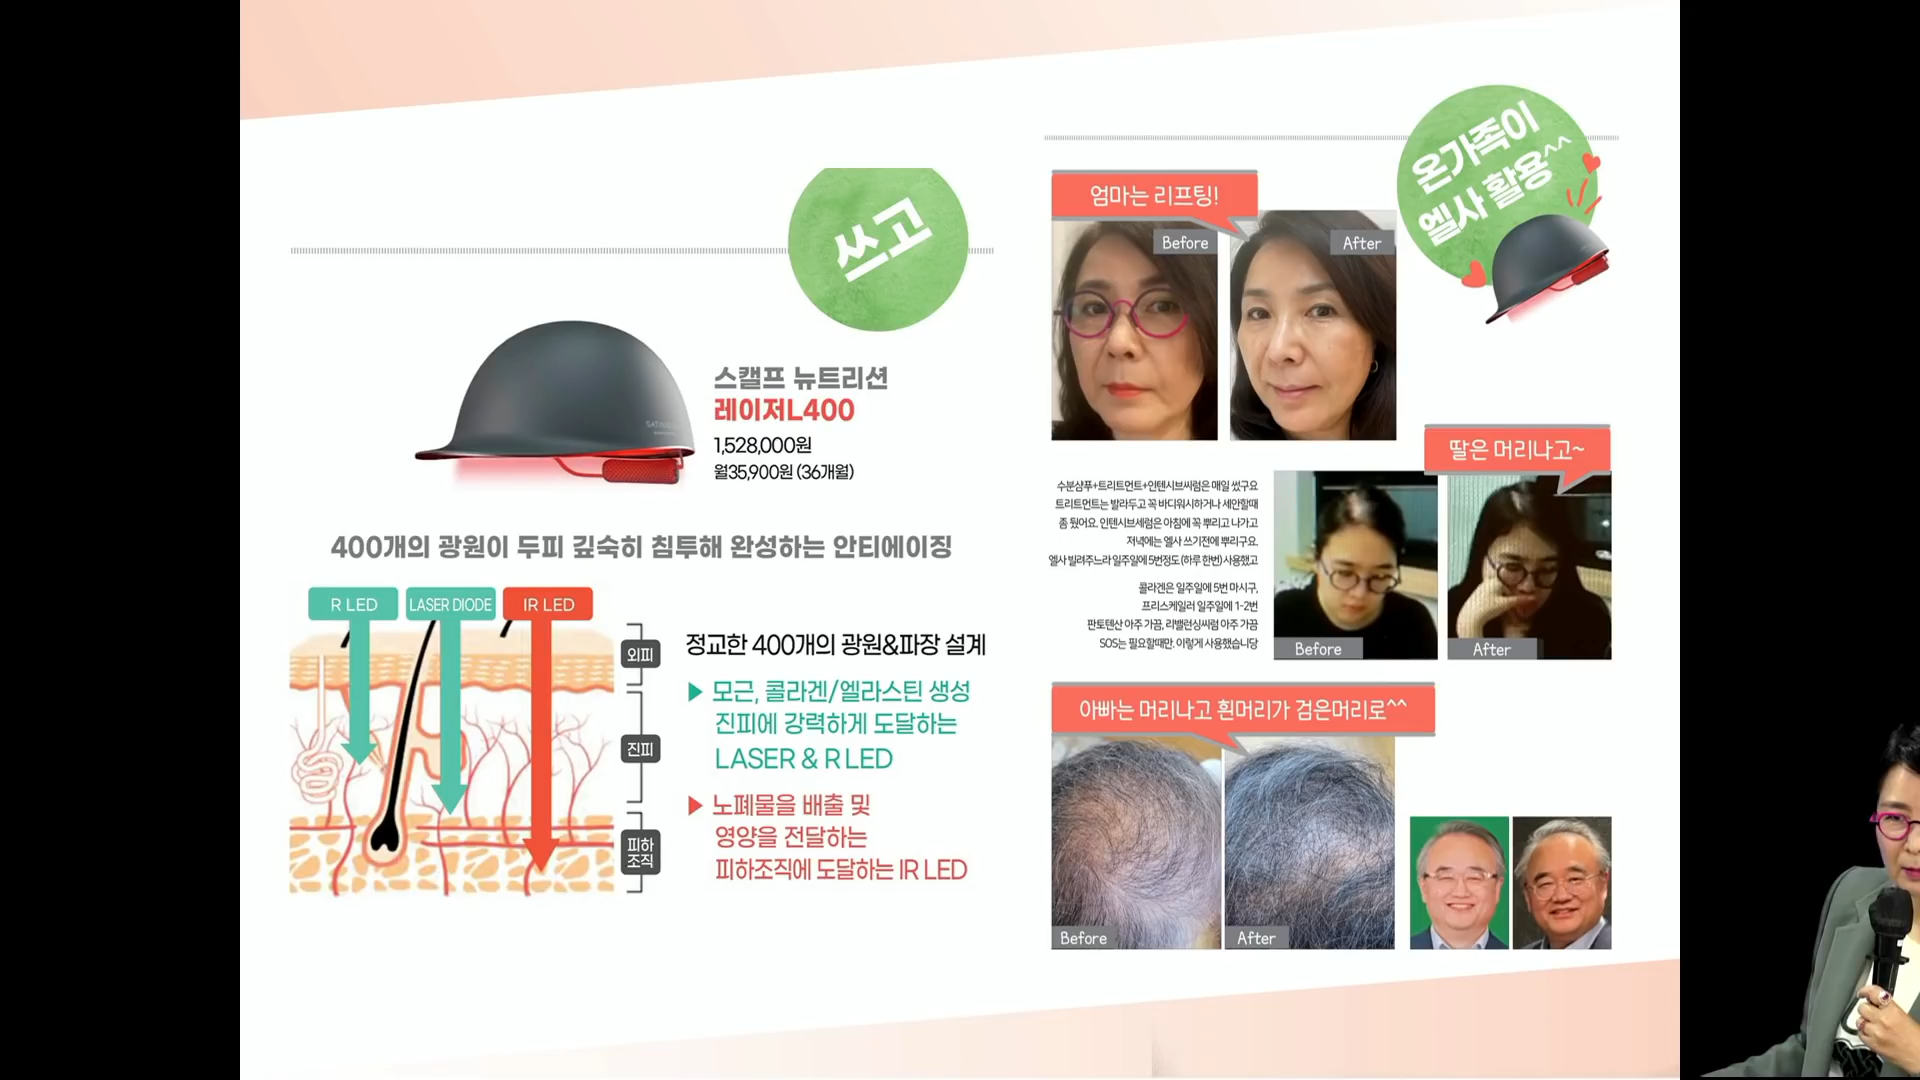 쓰고
스캘프 뉴트리션
레이저L400
1,528,000원
월35,900원 (36개월)
400개의 광원이 두피 깊숙히 침투해 완성하는 안티에이징
R LED
LASER DIODE
IR LED
외피
진피
피하
조직
정교한 400개의 광원&파장 설계
▶ 모근, 콜라겐/엘라스틴 생성
진피에 강력하게 도달하는
LASER & R LED
▶ 노폐물을 배출 및
영양을 전달하는
피하조직에 도달하는 IR LED
온가족이
엘사 활용^^
엄마는 리프팅!
Before
After
딸은 머리나고~
수분샴푸+트리트먼트+인텐시브씨럼은 매일 썼구요
트리트먼트는 발라두고 꼭 바디워시하거나 세안할때
좀 뒀어요. 인텐시브세럼은 아침에 꼭 뿌리고 나가고
저녁에는 엘사 쓰기전에 뿌리구요.
엘사 빌려주느라 일주일에 5번정도 (하루 한번) 사용했고
콜라겐은 일주일에 5번 마시구,
프리스케일러 일주일에 1-2번
판토텐산 아주 가끔, 리밸런싱씨럼 아주 가끔
SOS는 필요할때만. 이렇게 사용했습니당
Before
After
아빠는 머리나고 흰머리가 검은머리로^^
Before
After